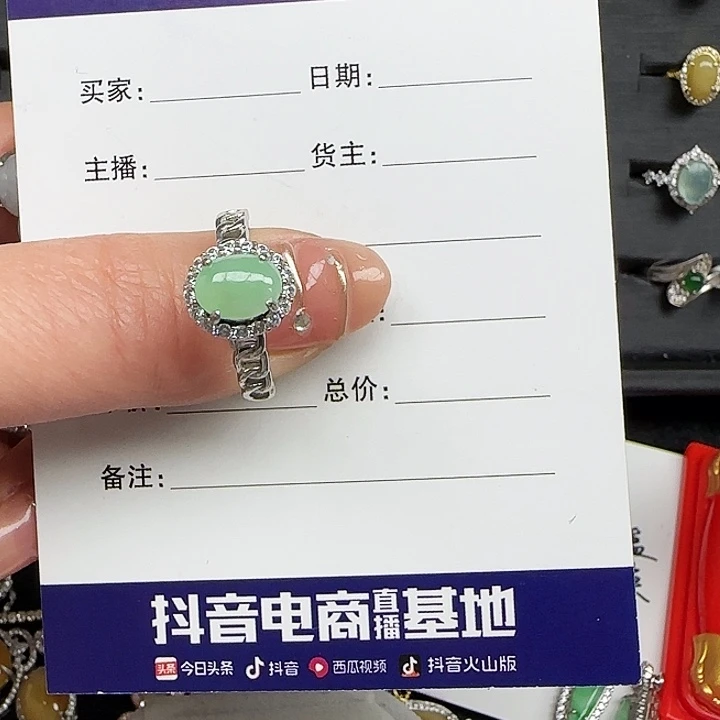 买家: 日期:
主播: 货主:
总价:
备注:
抖音电商直播基地
头条 今日头条 抖音 西瓜视频 抖音火山版